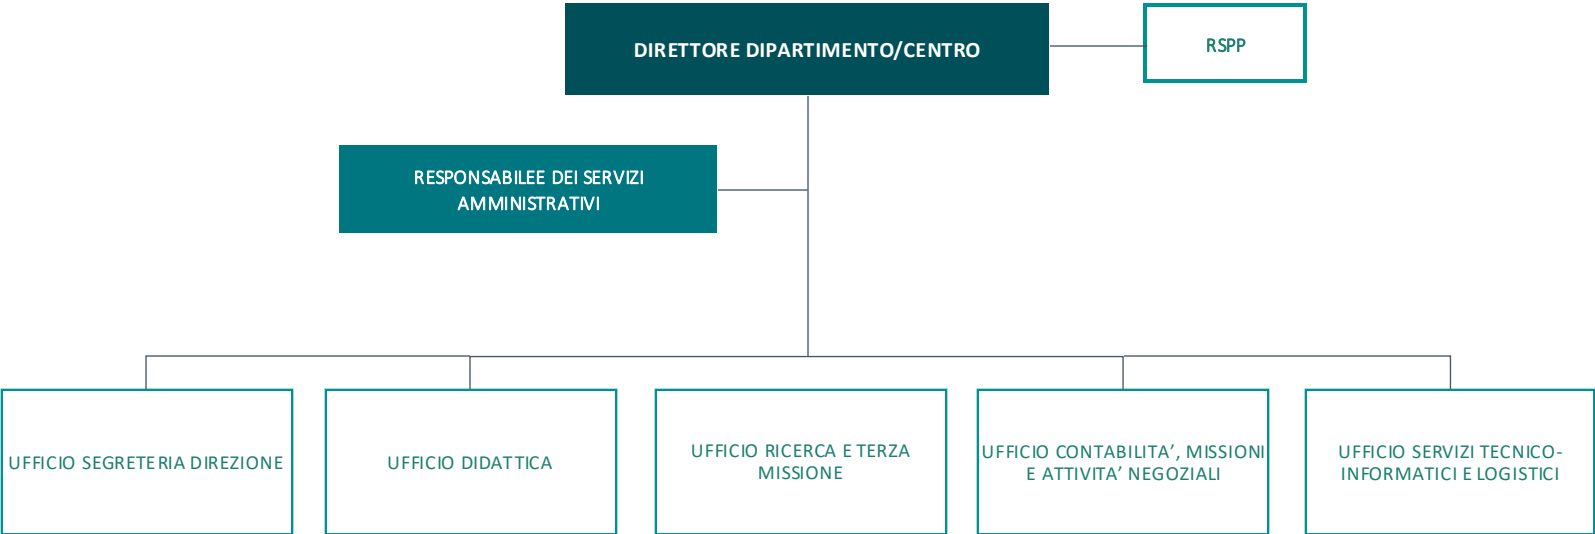 DIRETTORE DIPARTIMENTO/CENTRO
RSPP
RESPONSABILEE DEI SERVIZI
AMMINISTRATIVI
UFFICIO SEGRETERIA DIREZIONE
UFFICIO DIDATTICA
UFFICIO RICERCA E TERZA
MISSIONE
UFFICIO CONTABILITA’, MISSIONI
E ATTIVITA’ NEGOZIALI
UFFICIO SERVIZI TECNICO-
INFORMATICI E LOGISTICI